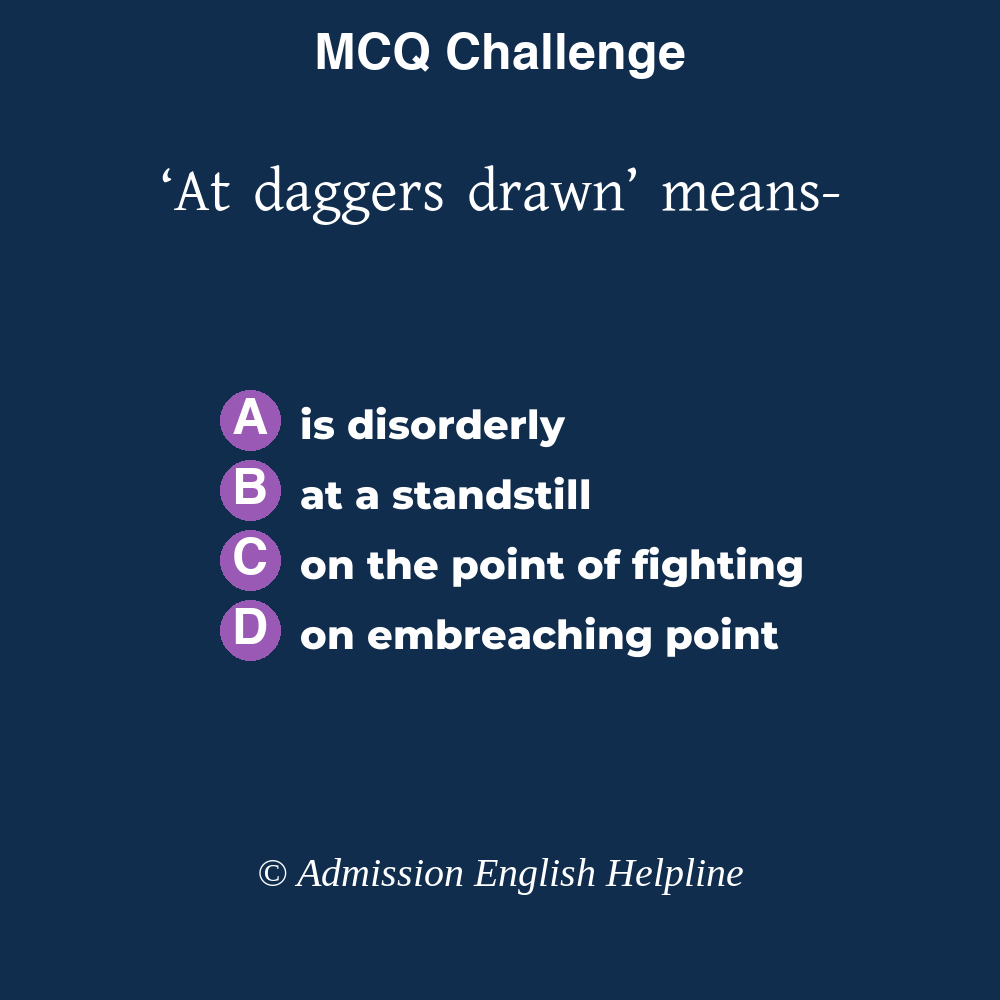 MCQ Challenge
‘At daggers drawn’ means-
A is disorderly
B at a standstill
C on the point of fighting
D on embreaching point
© Admission English Helpline